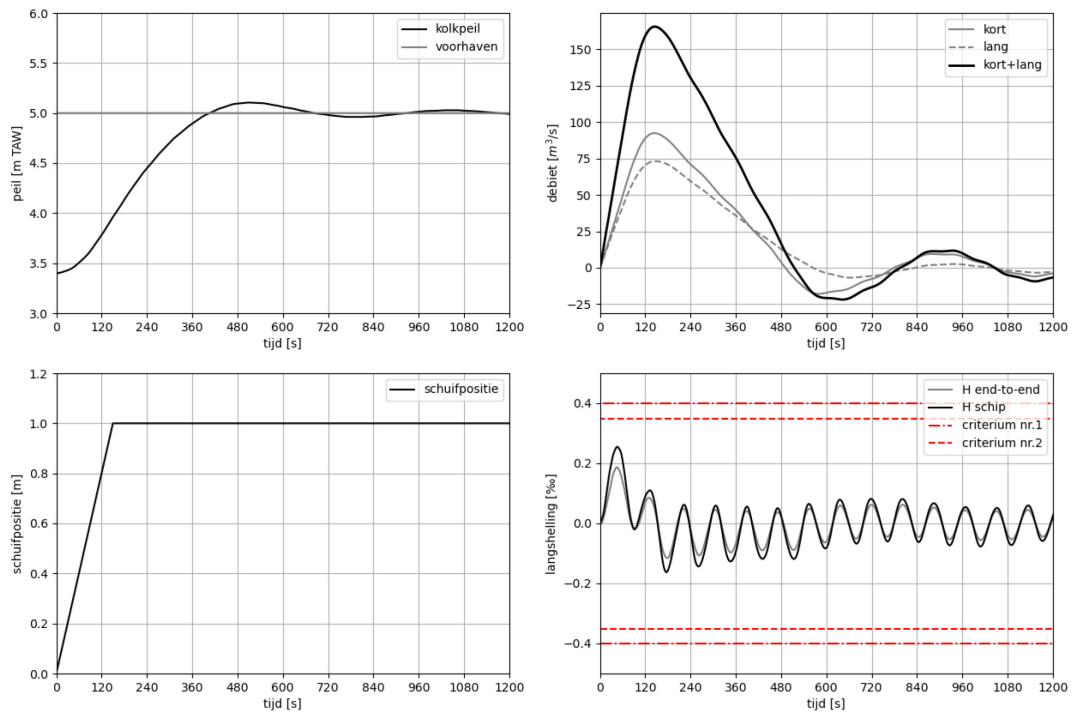 6.0
5.5
5.0
4.5
4.0
3.5
3.0
peil [m TAW]
kolkpeil
voorhaven
0 120 240 360 480 600 720 840 960 1080 1200
tijd [s]
150
125
100
75
50
25
0
−25
debiet [m³/s]
kort
lang
kort+lang
0 120 240 360 480 600 720 840 960 1080 1200
tijd [s]
1.2
1.0
0.8
0.6
0.4
0.2
0.0
schuifpositie [m]
schuifpositie
0 120 240 360 480 600 720 840 960 1080 1200
tijd [s]
0.4
0.2
0.0
−0.2
−0.4
langshelling [‰]
H end-to-end
H schip
criterium nr.1
criterium nr.2
0 120 240 360 480 600 720 840 960 1080 1200
tijd [s]